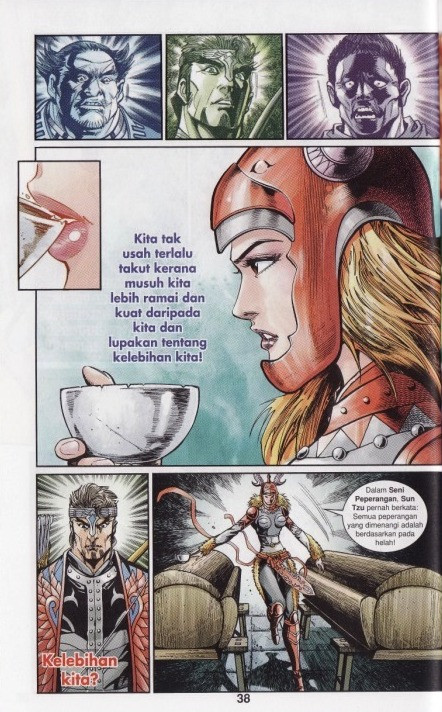 Kita tak
usah terlalu
takut kerana
musuh kita
lebih ramai dan
kuat daripada
kita dan
lupakan tentang
kelebihan kita!
Kelebihan
kita?
Dalam Seni
Peperangan, Sun
Tzu pernah berkata:
Semua peperangan
yang dimenangi adalah
berdasarkan pada
helah!
38